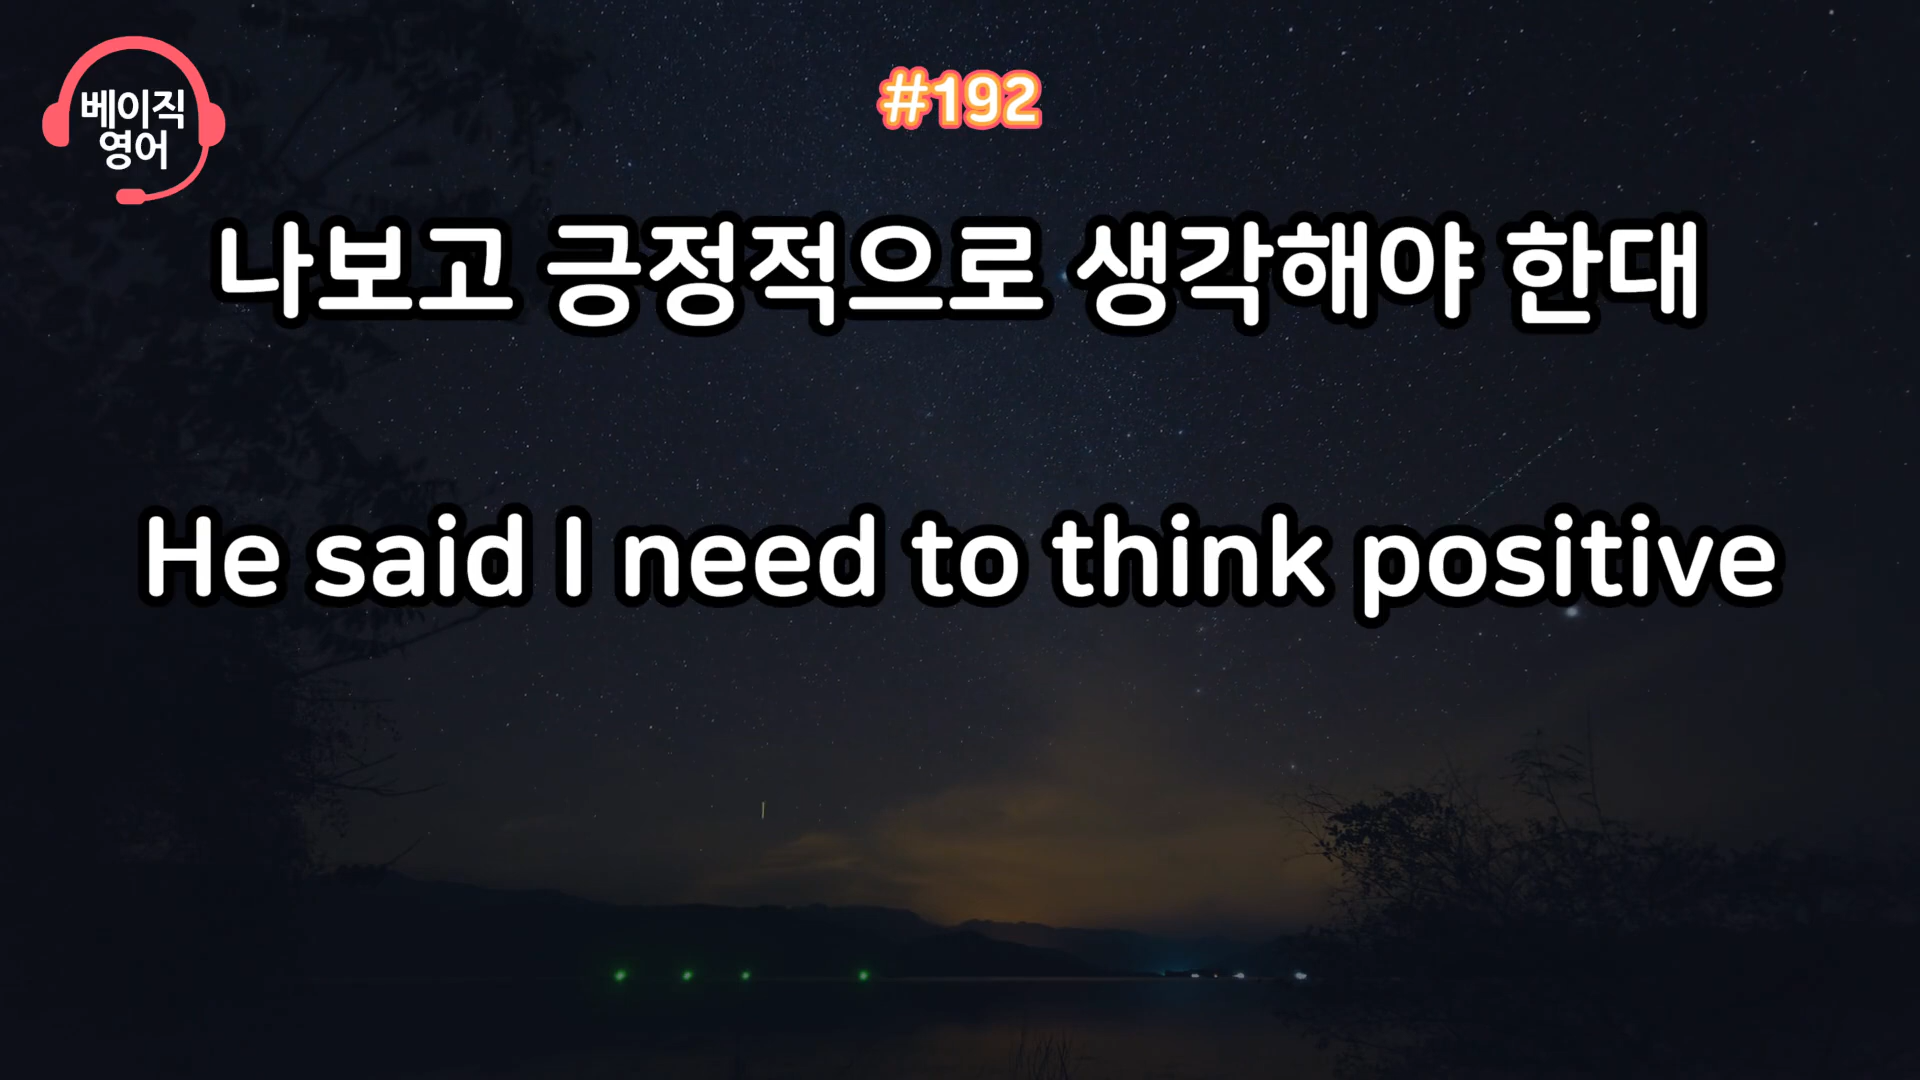 베이직
영어
#192
나보고 긍정적으로 생각해야 한대
He said I need to think positive